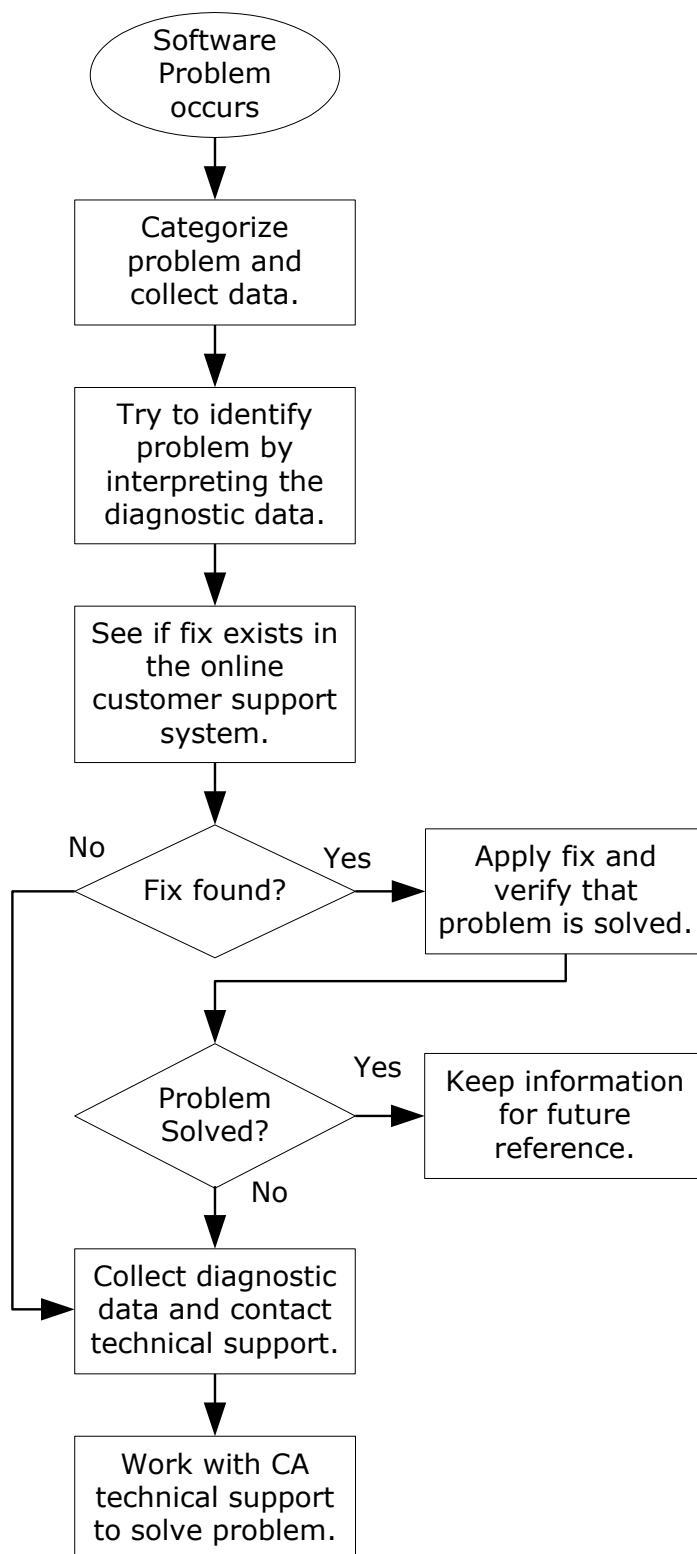 Software
Problem
occurs
Categorize
problem and
collect data.
Try to identify
problem by
interpreting the
diagnostic data.
See if fix exists in
the online
customer support
system.
No
Fix found?
Yes
Apply fix and
verify that
problem is solved.
Problem
Solved?
Yes
Keep information
for future
reference.
No
Collect diagnostic
data and contact
technical support.
Work with CA
technical support
to solve problem.